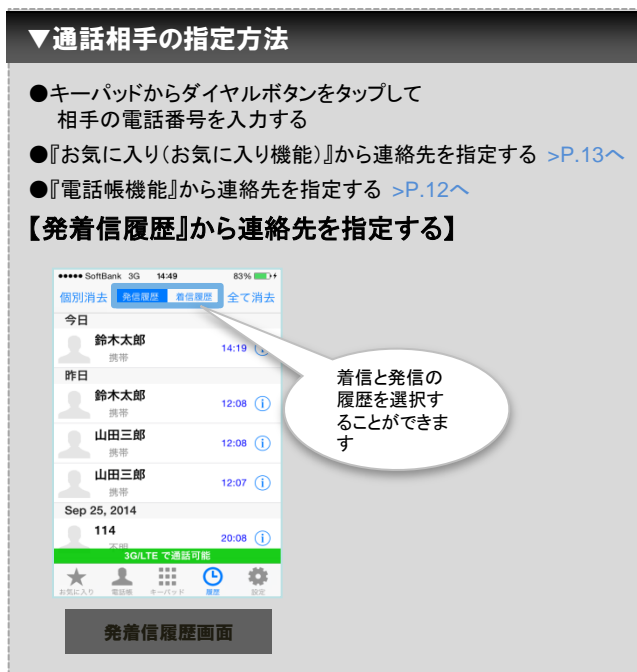 ▼通話相手の指定方法
●キーパッドからダイヤルボタンをタップして
相手の電話番号を入力する
●『お気に入り(お気に入り機能)』から連絡先を指定する >P.13へ
●『電話帳機能』から連絡先を指定する >P.12へ
【発着信履歴』から連絡先を指定する】
SoftBank 3G 14:49 83%
個別消去 発信履歴 着信履歴 全て消去
今日
鈴木太郎
携帯
14:19
昨日
鈴木太郎
携帯
12:08
山田三郎
携帯
12:08
山田三郎
携帯
12:07
Sep 25, 2014
114
不明
20:08
3G/LTE で通話可能
お気に入り 電話帳 キーパッド 履歴 設定
着信と発信の
履歴を選択す
ることができま
す
発着信履歴画面